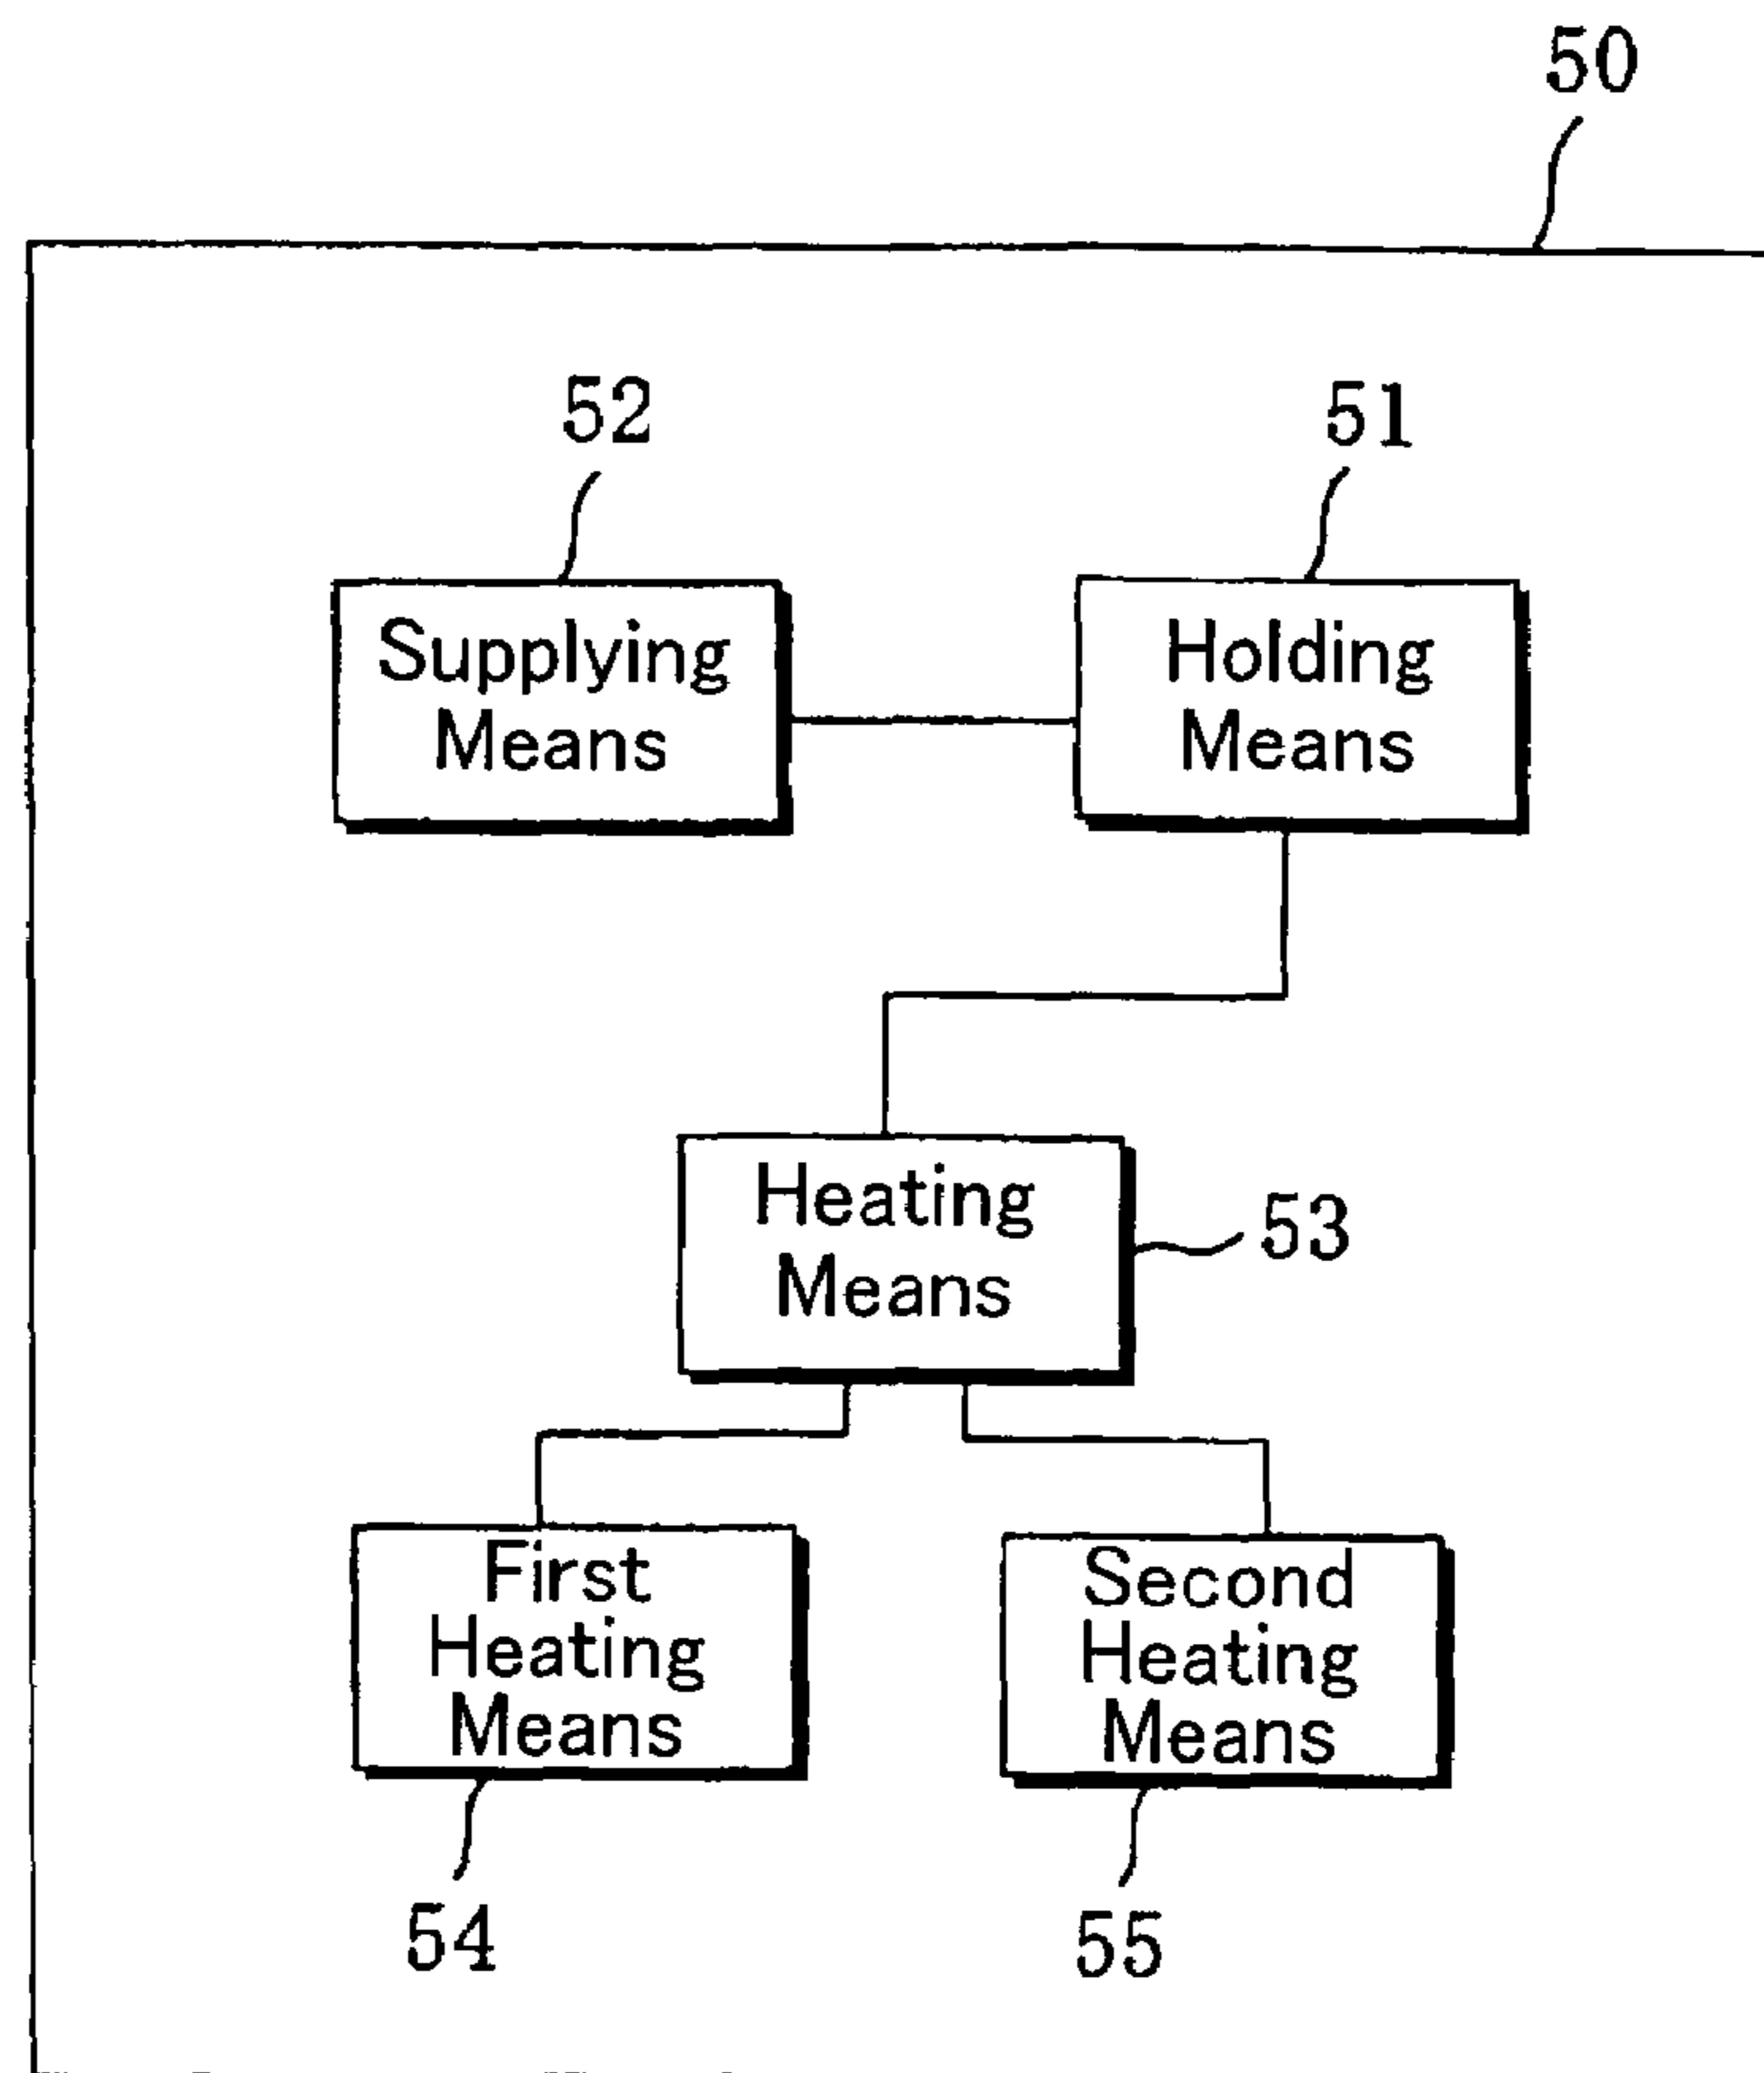 50
52
51
Supplying
Means
Holding
Means
Heating
Means
53
First
Heating
Means
Second
Heating
Means
54
55